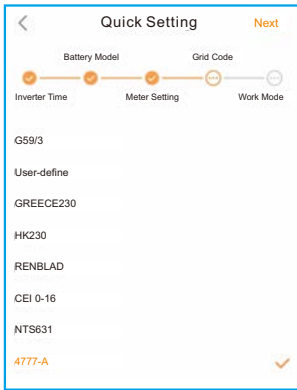 Quick Setting
Next
Battery Model
Grid Code
Inverter Time
Meter Setting
Work Mode
G59/3
User-define
GREECE230
HK230
RENBLAD
CEI 0-16
NTS631
4777-A